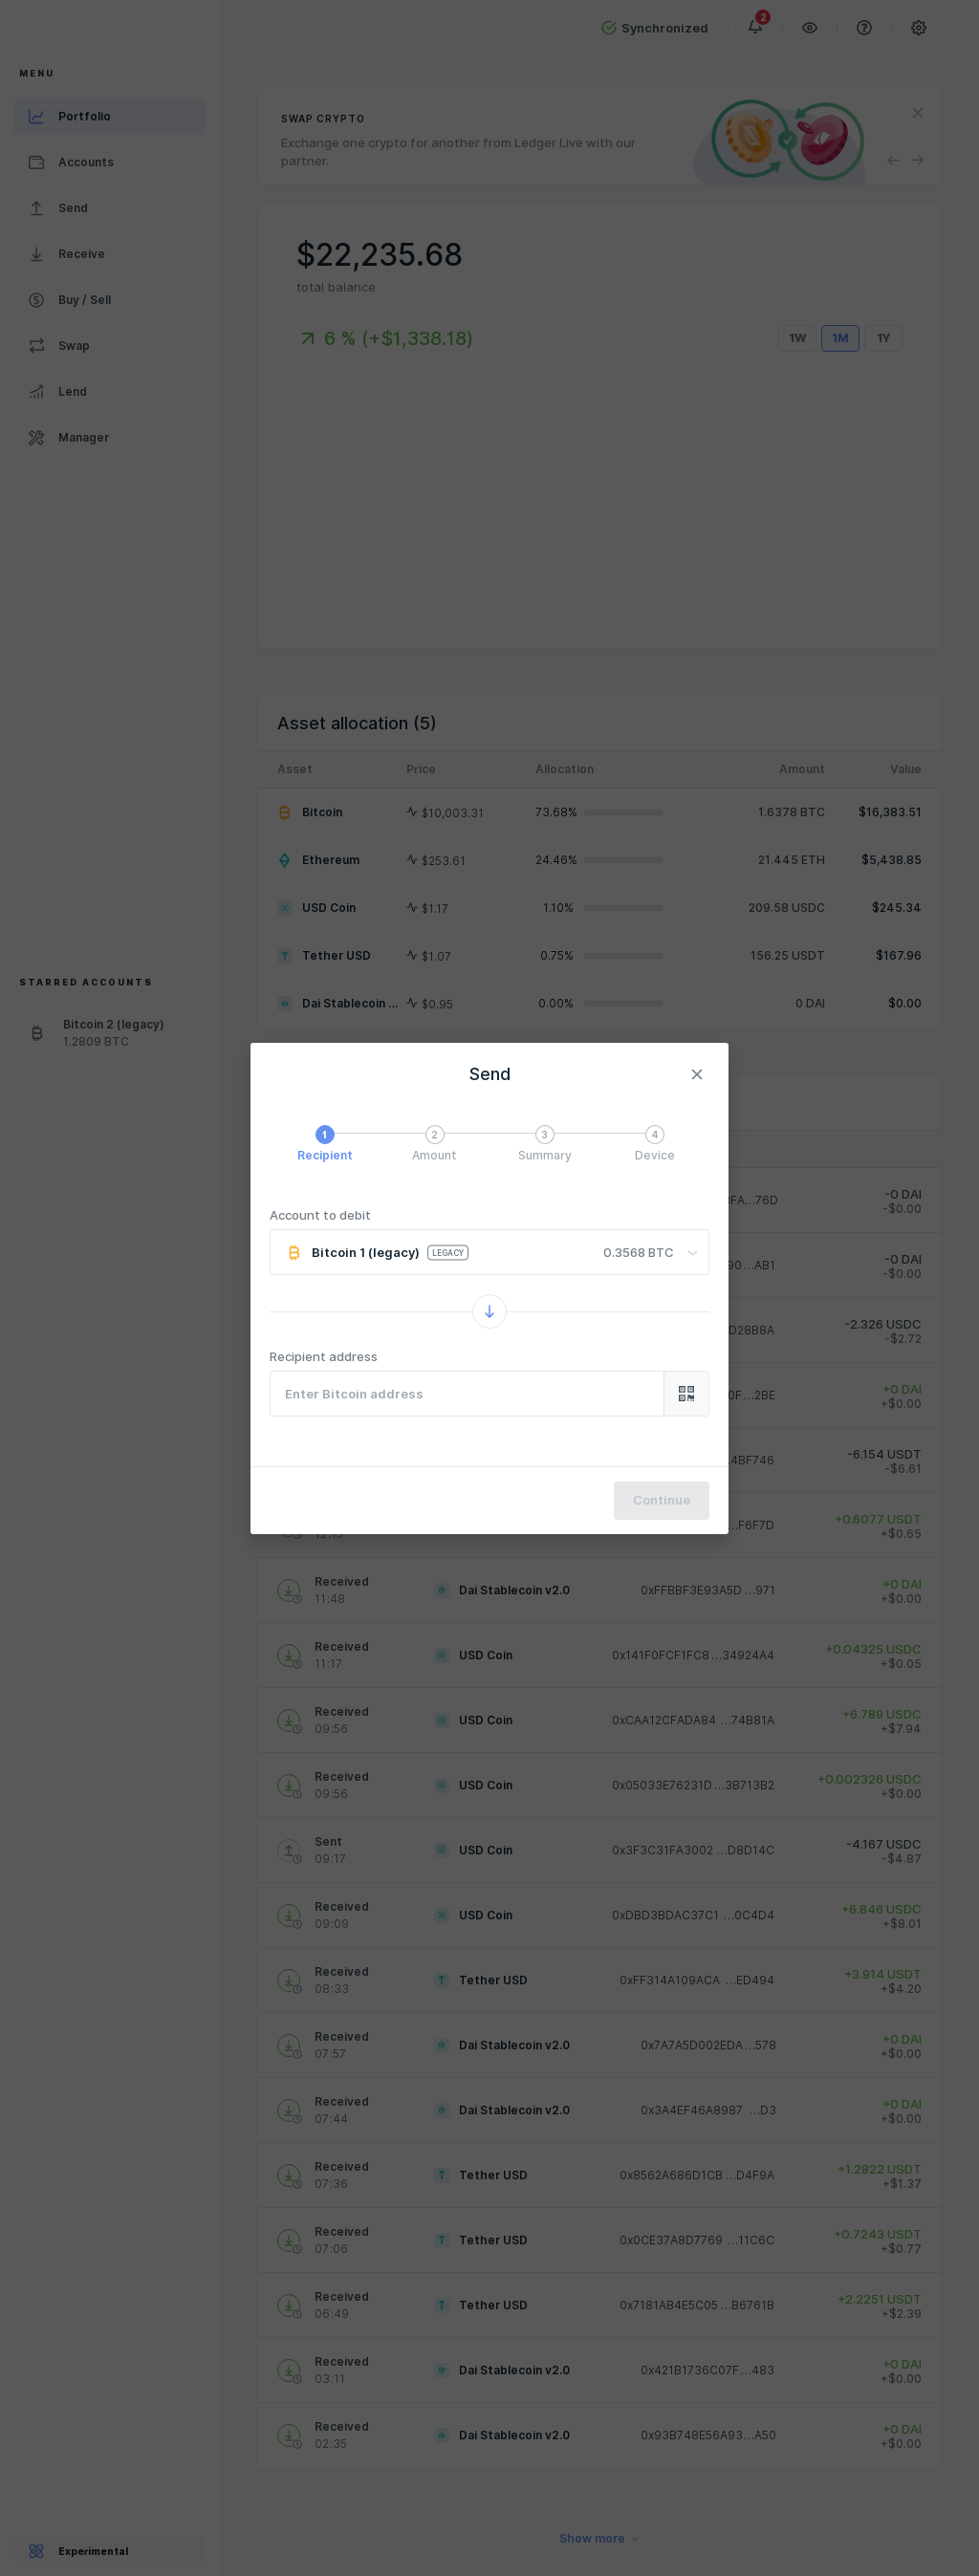 Synchronized
2
MENU
Portfolio
Accounts
Send
Receive
Buy / Sell
Swap
Lend
Manager
STARRED ACCOUNTS
Bitcoin 2 (legacy)
1.2809 BTC
Experimental
SWAP CRYPTO
Exchange one crypto for another from Ledger Live with our
partner.
$22,235.68
total balance
6 % (+$1,338.18)
1W 1M 1Y
Asset allocation (5)
Asset Price Allocation Amount Value
Bitcoin $10,003.31 73.68% 1.6378 BTC $16,383.51
Ethereum $253.61 24.46% 21.445 ETH $5,438.85
USD Coin $1.17 1.10% 209.58 USDC $245.34
Tether USD $1.07 0.75% 156.25 USDT $167.96
Dai Stablecoin ... $0.95 0.00% 0 DAI $0.00
Send
1 2 3 4
Recipient Amount Summary Device
Account to debit
Bitcoin 1 (legacy) LEGACY 0.3568 BTC
Recipient address
Enter Bitcoin address
Continue
FA...76D -0 DAI
-$0.00
90...AB1 -0 DAI
-$0.00
D28B8A -2.326 USDC
-$2.72
0F...2BE +0 DAI
+$0.00
4BF746 -6.154 USDT
-$6.61
...F6F7D +0.6077 USDT
+$0.65
Received Dai Stablecoin v2.0 0xFFBBF3E93A5D...971 +0 DAI
11:48 +$0.00
Received USD Coin 0x141F0FCF1FC8...34924A4 +0.04325 USDC
11:17 +$0.05
Received USD Coin 0xCAA12CFADA84 ...74B81A +6.789 USDC
09:56 +$7.94
Received USD Coin 0x05033E76231D...3B713B2 +0.002326 USDC
09:56 +$0.00
Sent USD Coin 0x3F3C31FA3002 ...D8D14C -4.167 USDC
09:17 -$4.87
Received USD Coin 0xDBD3BDAC37C1 ...0C4D4 +6.846 USDC
09:09 +$8.01
Received Tether USD 0xFF314A109ACA ...ED494 +3.914 USDT
08:33 +$4.20
Received Dai Stablecoin v2.0 0x7A7A5D002EDA...578 +0 DAI
07:57 +$0.00
Received Dai Stablecoin v2.0 0x3A4EF46A8987 ...D3 +0 DAI
07:44 +$0.00
Received Tether USD 0x8562A686D1CB...D4F9A +1.2822 USDT
07:36 +$1.37
Received Tether USD 0x0CE37A8D7769 ...11C6C +0.7243 USDT
07:06 +$0.77
Received Tether USD 0x7181AB4E5C05...B6761B +2.2251 USDT
06:49 +$2.39
Received Dai Stablecoin v2.0 0x421B1736C07F...483 +0 DAI
03:11 +$0.00
Received Dai Stablecoin v2.0 0x93B748E56A93...A50 +0 DAI
02:35 +$0.00
Show more